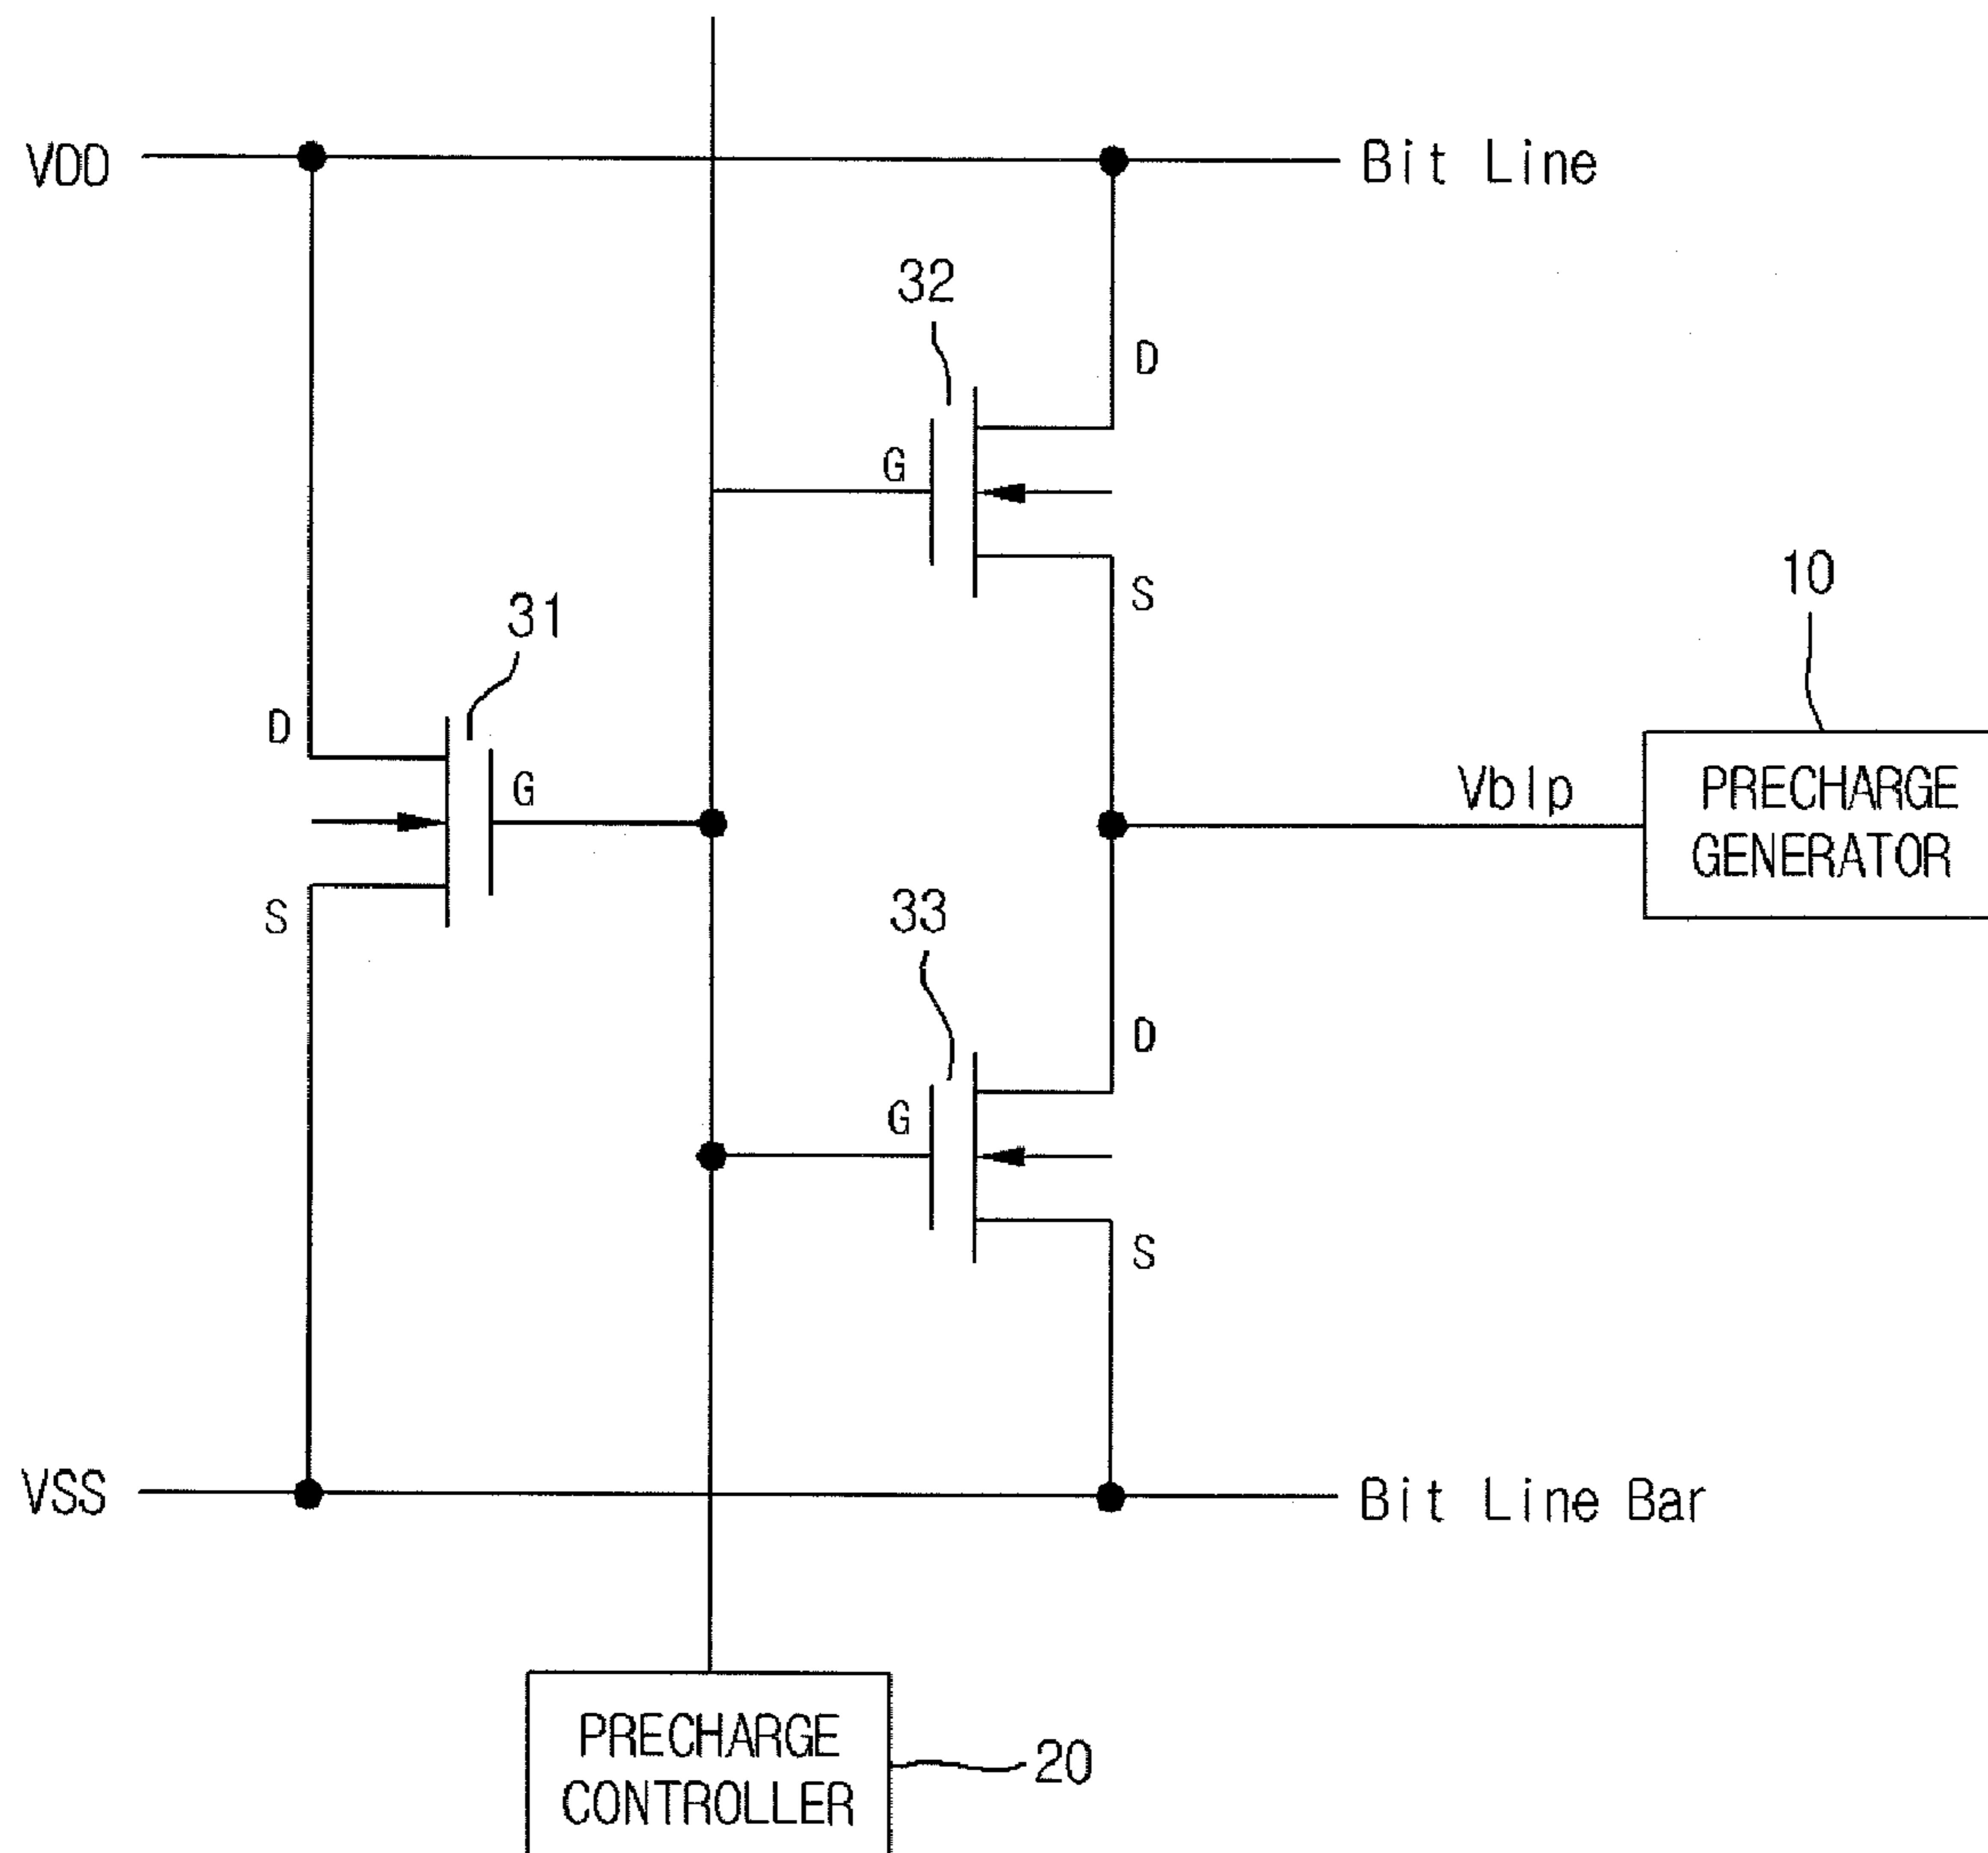 VDD
Bit Line
32
D
G
S
10
31
D
G
Vblp
PRECHARGE
GENERATOR
S
33
D
G
S
VSS
Bit Line Bar
PRECHARGE
CONTROLLER
20